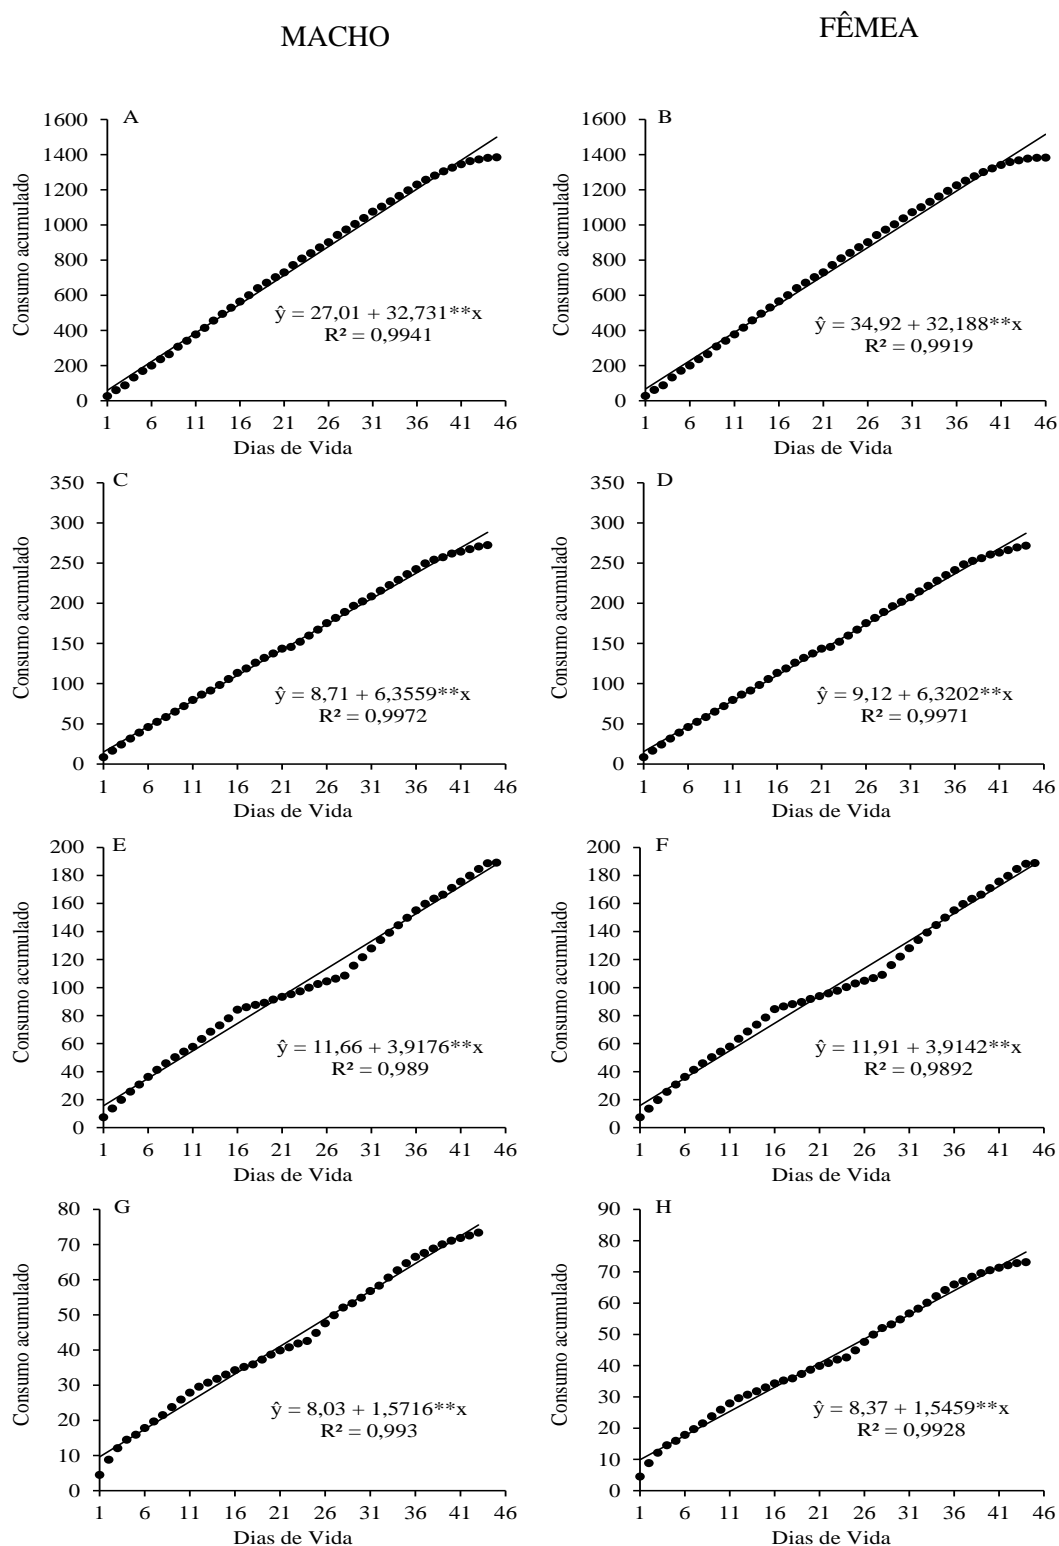 MACHO
FÊMEA
A
1600
1400
1200
1000
800
600
400
200
0
Consumo acumulado
ŷ = 27,01 + 32,731**x
R² = 0,9941
1 6 11 16 21 26 31 36 41 46
Dias de Vida
B
1600
1400
1200
1000
800
600
400
200
0
Consumo acumulado
ŷ = 34,92 + 32,188**x
R² = 0,9919
1 6 11 16 21 26 31 36 41 46
Dias de Vida
C
350
300
250
200
150
100
50
0
Consumo acumulado
ŷ = 8,71 + 6,3559**x
R² = 0,9972
1 6 11 16 21 26 31 36 41 46
Dias de Vida
D
350
300
250
200
150
100
50
0
Consumo acumulado
ŷ = 9,12 + 6,3202**x
R² = 0,9971
1 6 11 16 21 26 31 36 41 46
Dias de Vida
E
200
180
160
140
120
100
80
60
40
20
0
Consumo acumulado
ŷ = 11,66 + 3,9176**x
R² = 0,989
1 6 11 16 21 26 31 36 41 46
Dias de Vida
F
200
180
160
140
120
100
80
60
40
20
0
Consumo acumulado
ŷ = 11,91 + 3,9142**x
R² = 0,9892
1 6 11 16 21 26 31 36 41 46
Dias de Vida
G
80
70
60
50
40
30
20
10
0
Consumo acumulado
ŷ = 8,03 + 1,5716**x
R² = 0,993
1 6 11 16 21 26 31 36 41 46
Dias de Vida
H
90
80
70
60
50
40
30
20
10
0
Consumo acumulado
ŷ = 8,37 + 1,5459**x
R² = 0,9928
1 6 11 16 21 26 31 36 41 46
Dias de Vida